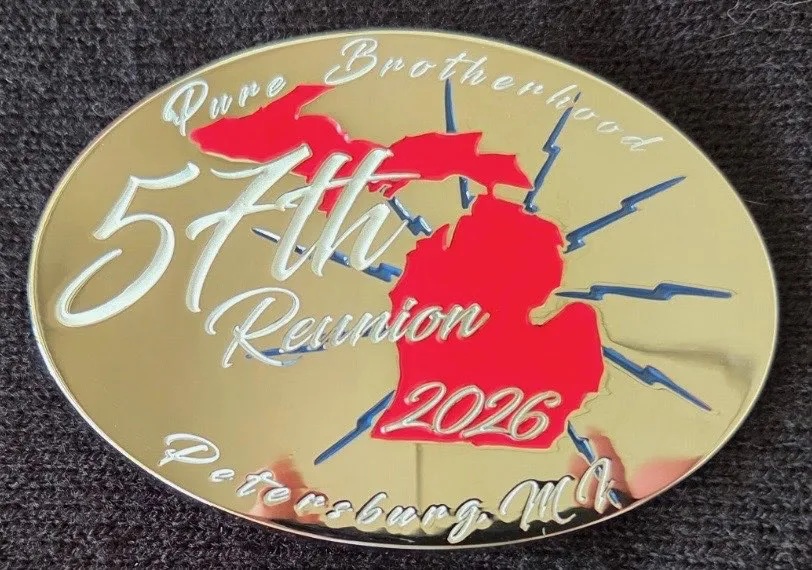 Pure Brotherhood
57th
Reunion
2026
Petersburg, MI